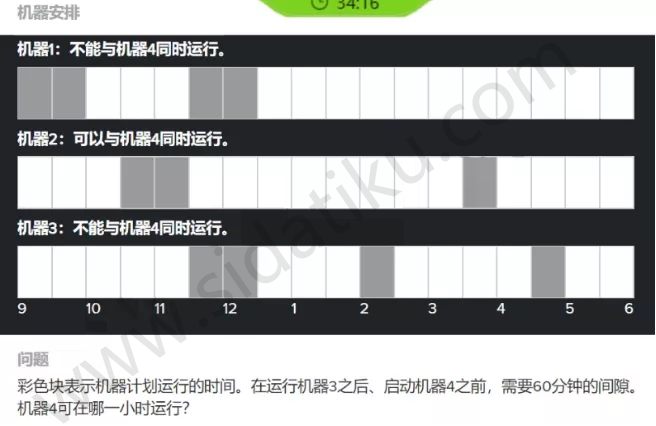 机器安排
34:16
机器1：不能与机器4同时运行。
机器2：可以与机器4同时运行。
机器3：不能与机器4同时运行。
9 10 11 12 1 2 3 4 5 6
问题
彩色块表示机器计划运行的时间。在运行机器3之后、启动机器4之前，需要60分钟的间隙。
机器4可在哪一小时运行？
www.sidatiku.com